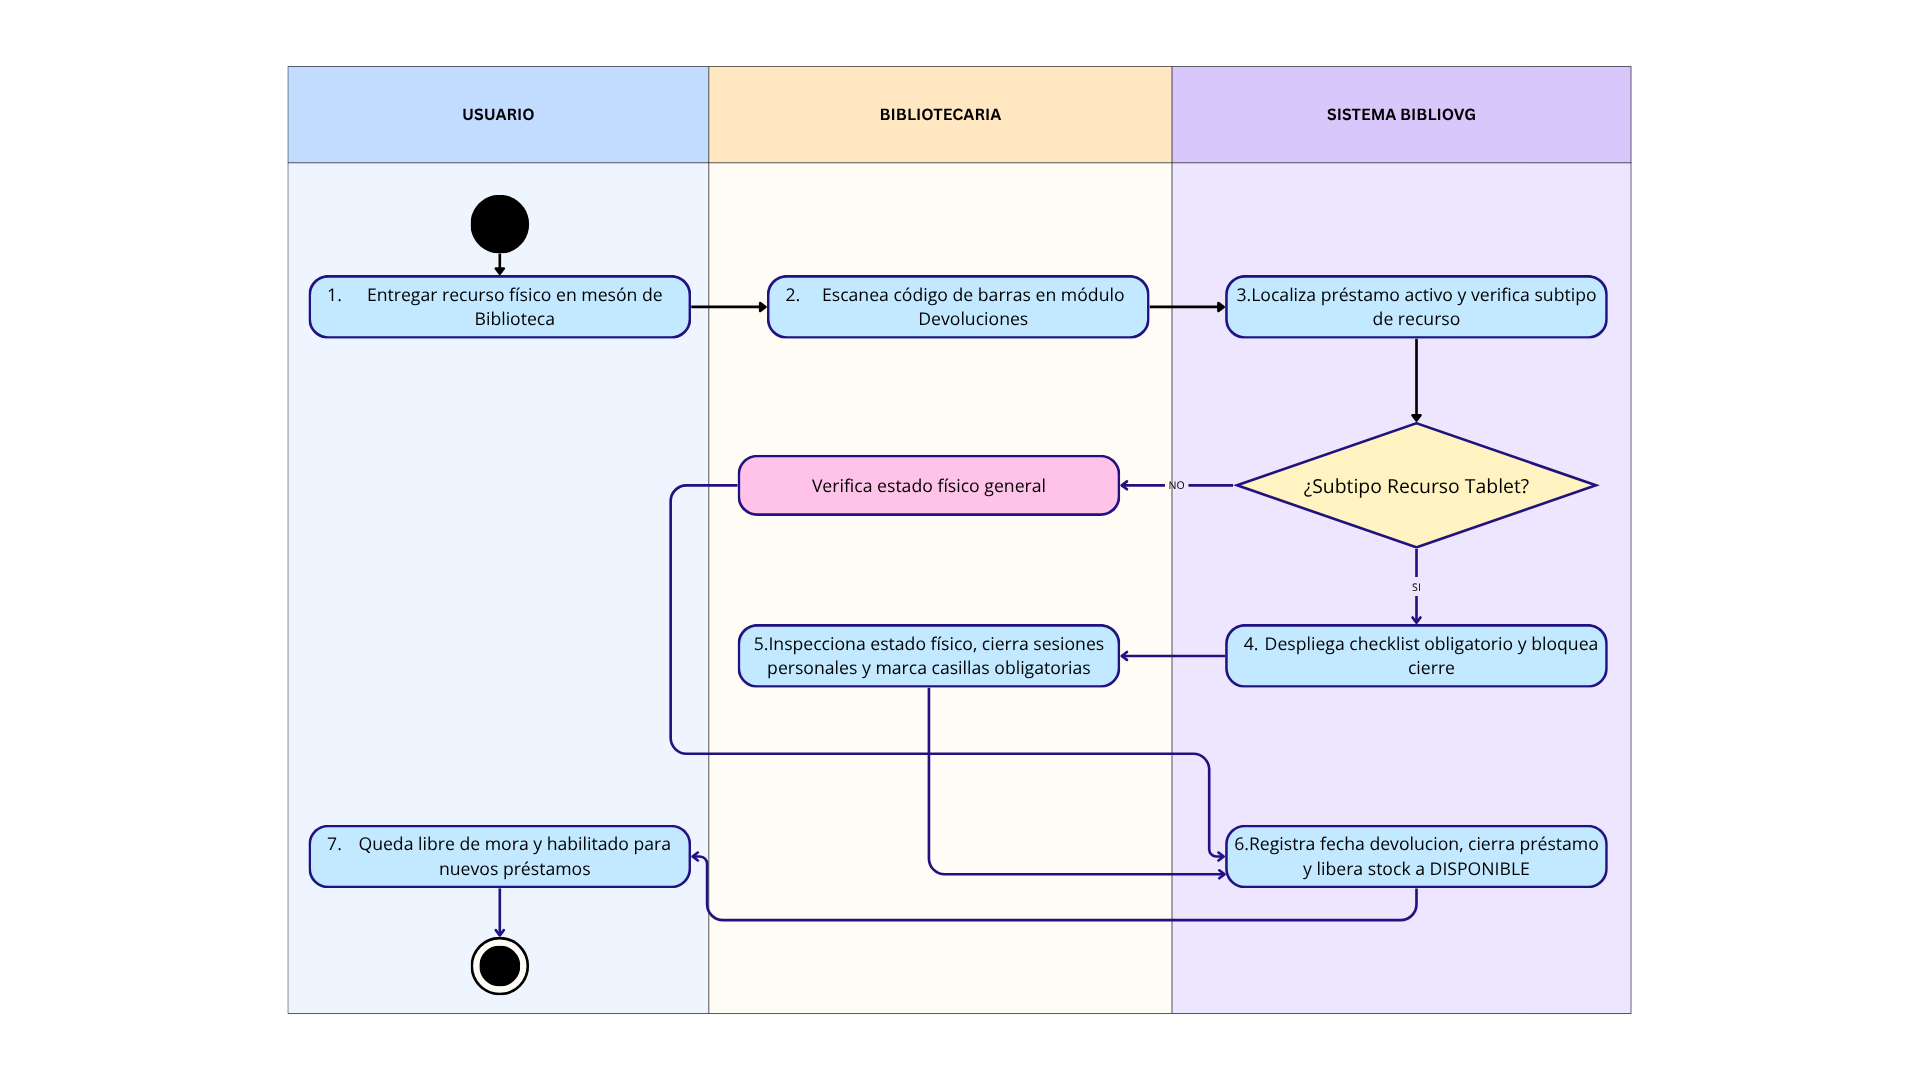 USUARIO
BIBLIOTECARIA
SISTEMA BIBLIOVG
1. Entregar recurso físico en mesón de
Biblioteca
2. Escanea código de barras en módulo
Devoluciones
3.Localiza préstamo activo y verifica subtipo
de recurso
Verifica estado físico general
NO
¿Subtipo Recurso Tablet?
SI
5.Inspecciona estado físico, cierra sesiones
personales y marca casillas obligatorias
4. Despliega checklist obligatorio y bloquea
cierre
7. Queda libre de mora y habilitado para
nuevos préstamos
6.Registra fecha devolucion, cierra préstamo
y libera stock a DISPONIBLE